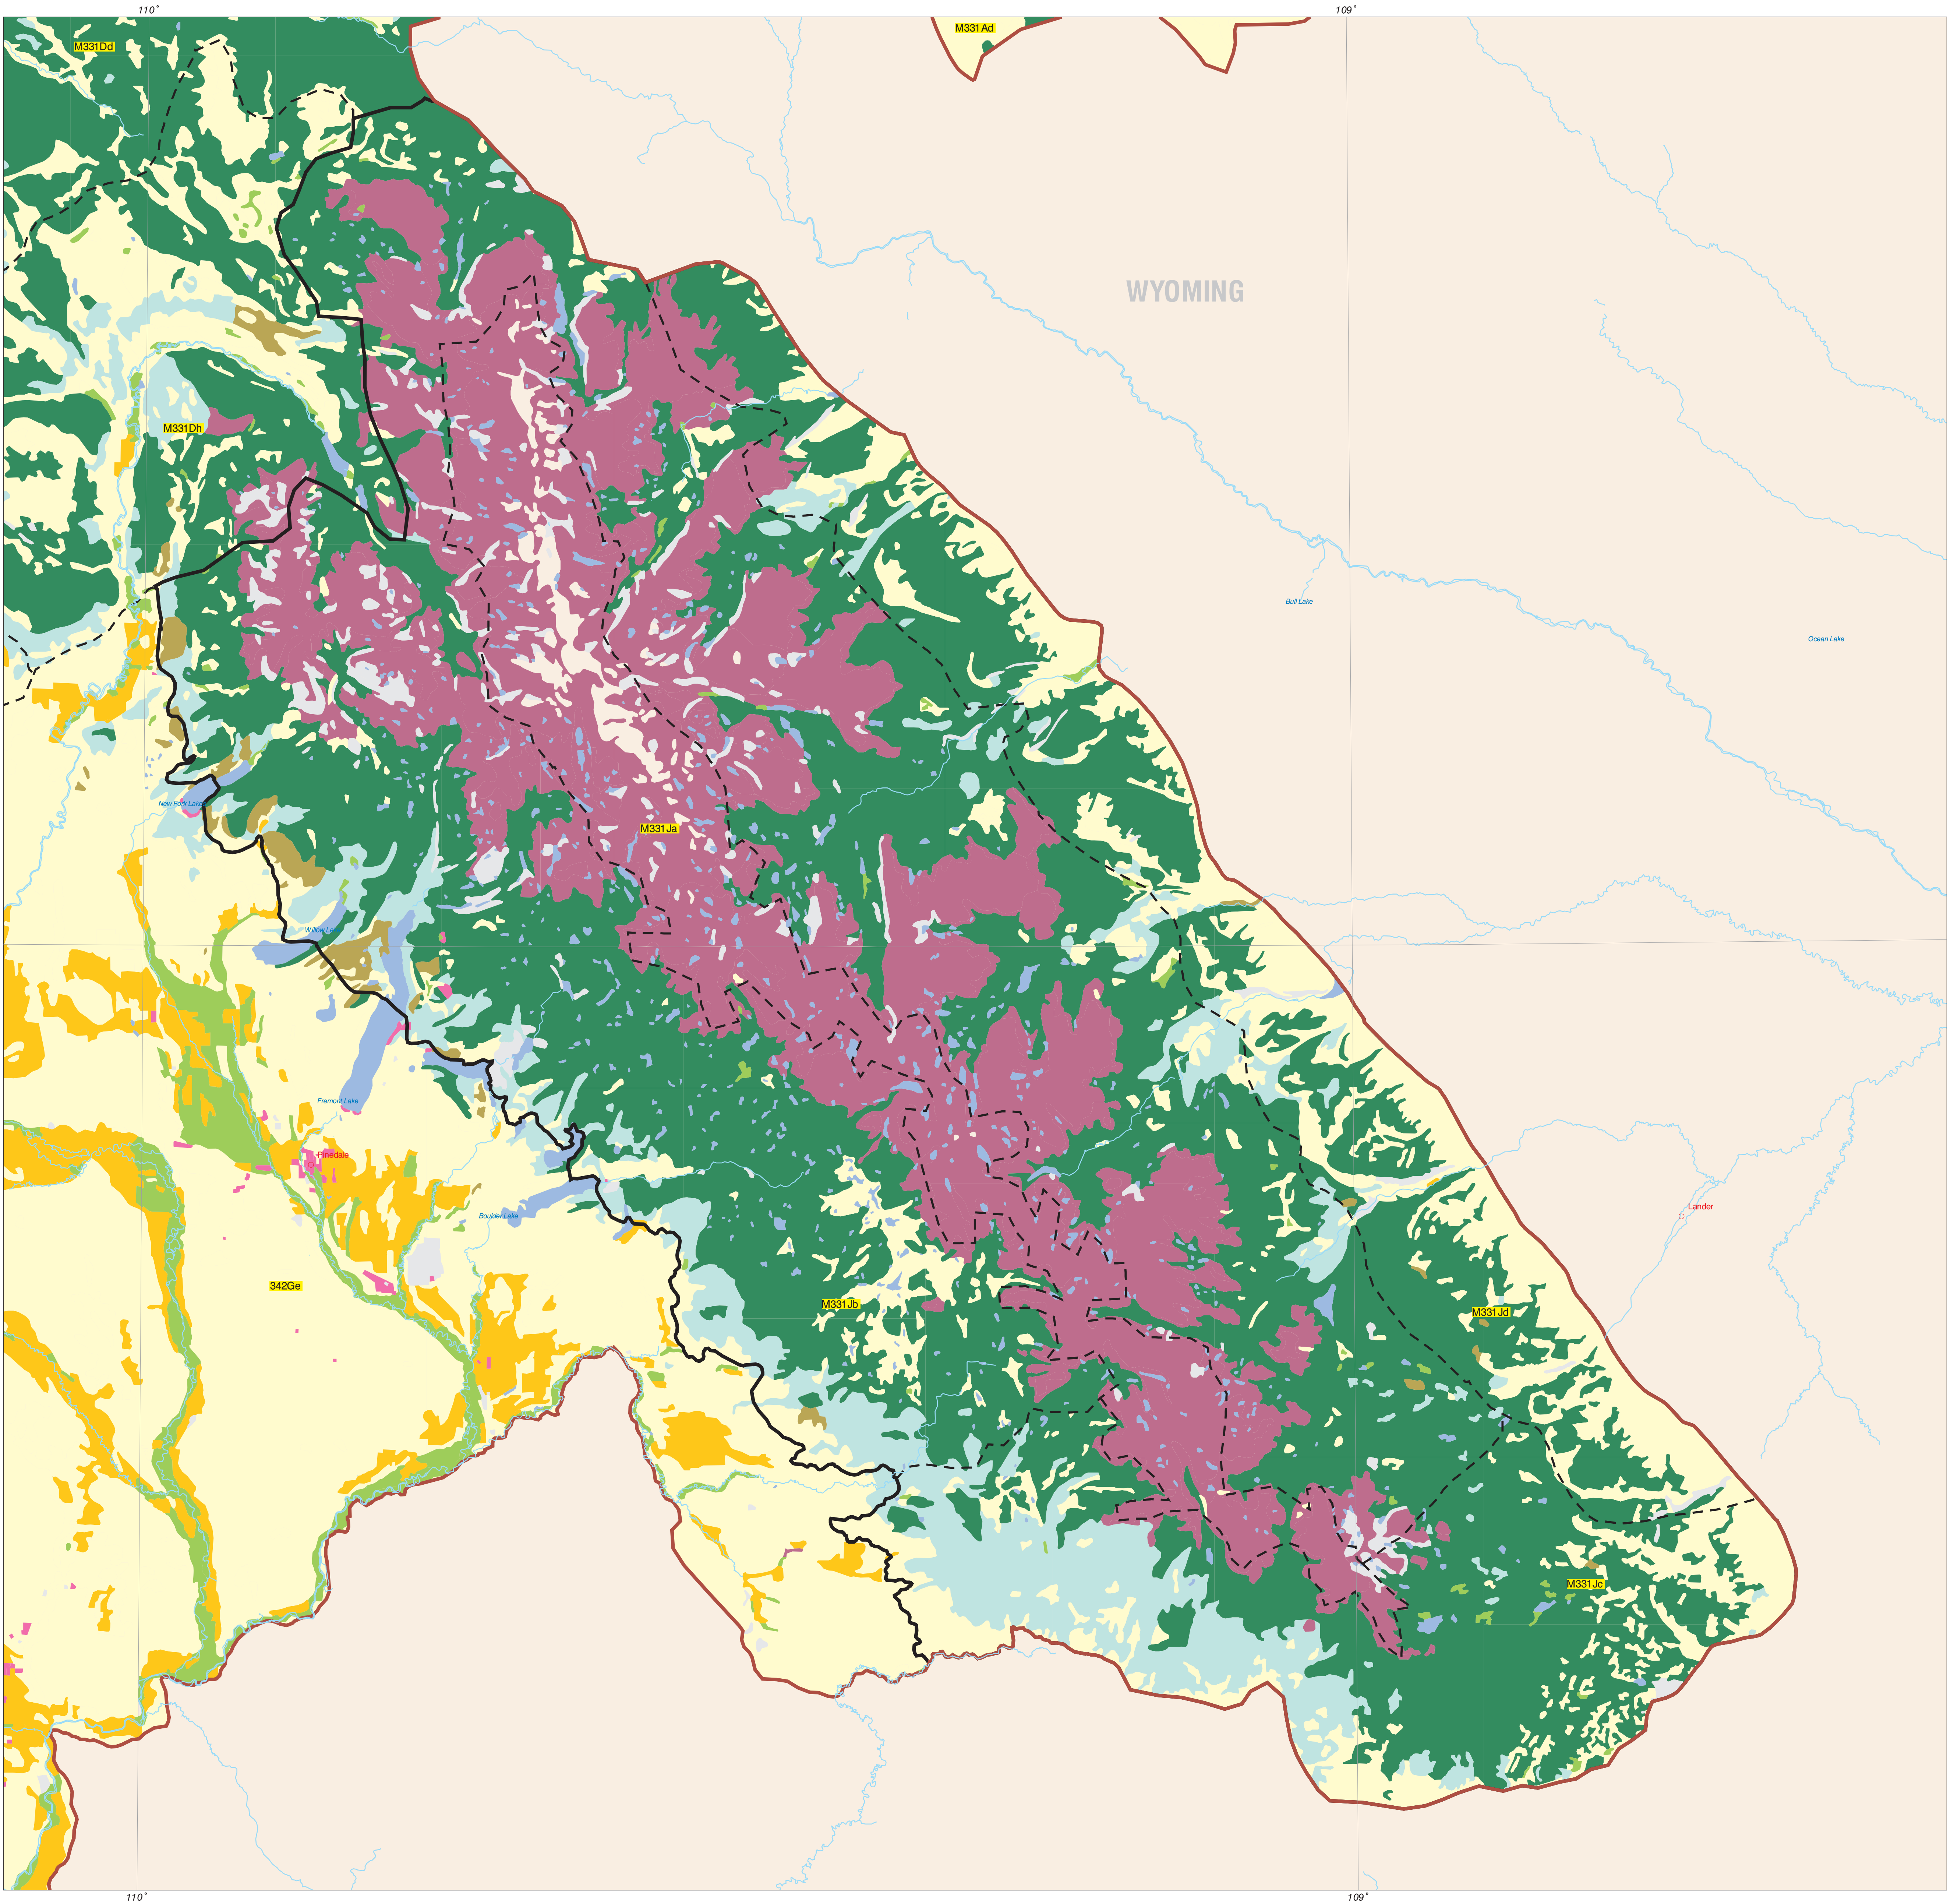 110°
109°
M331Dd
M331Ad
WYOMING
M331Dh
Bull Lake
Ocean Lake
New Fork Lake
M331Ja
Willow Lake
Fremont Lake
Pinedale
Lander
Boulder Lake
342Ge
M331Jb
M331Jd
M331Jc
110°
109°